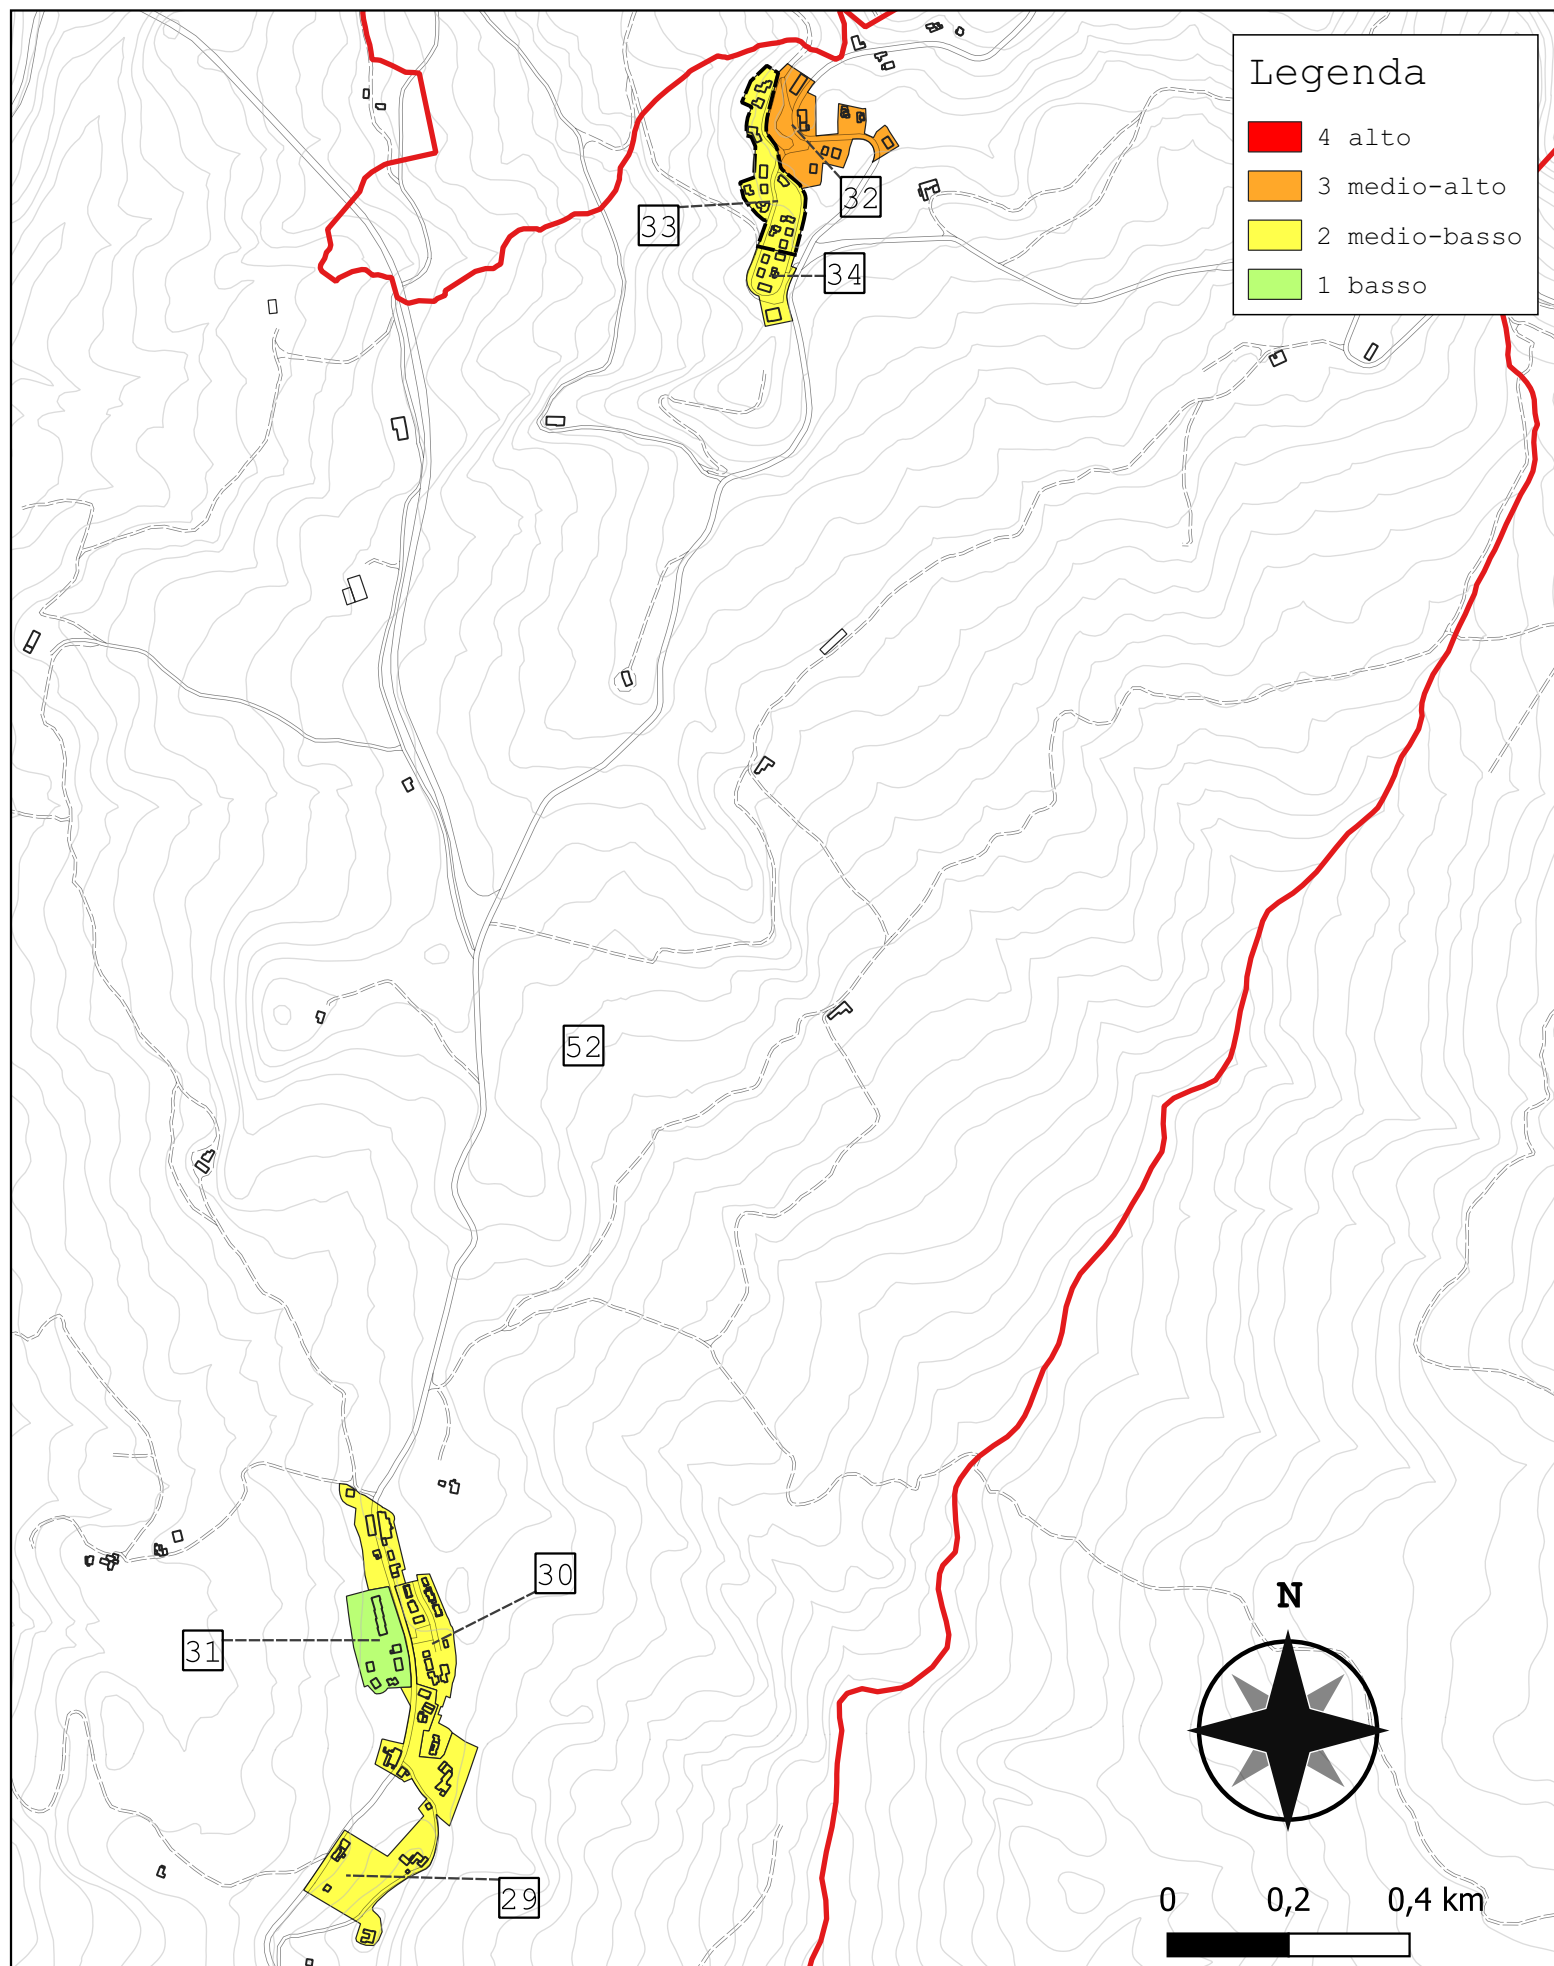 Legenda
4 alto
3 medio-alto
2 medio-basso
1 basso
32
33
34
52
30
31
29
N
0 0,2 0,4 km